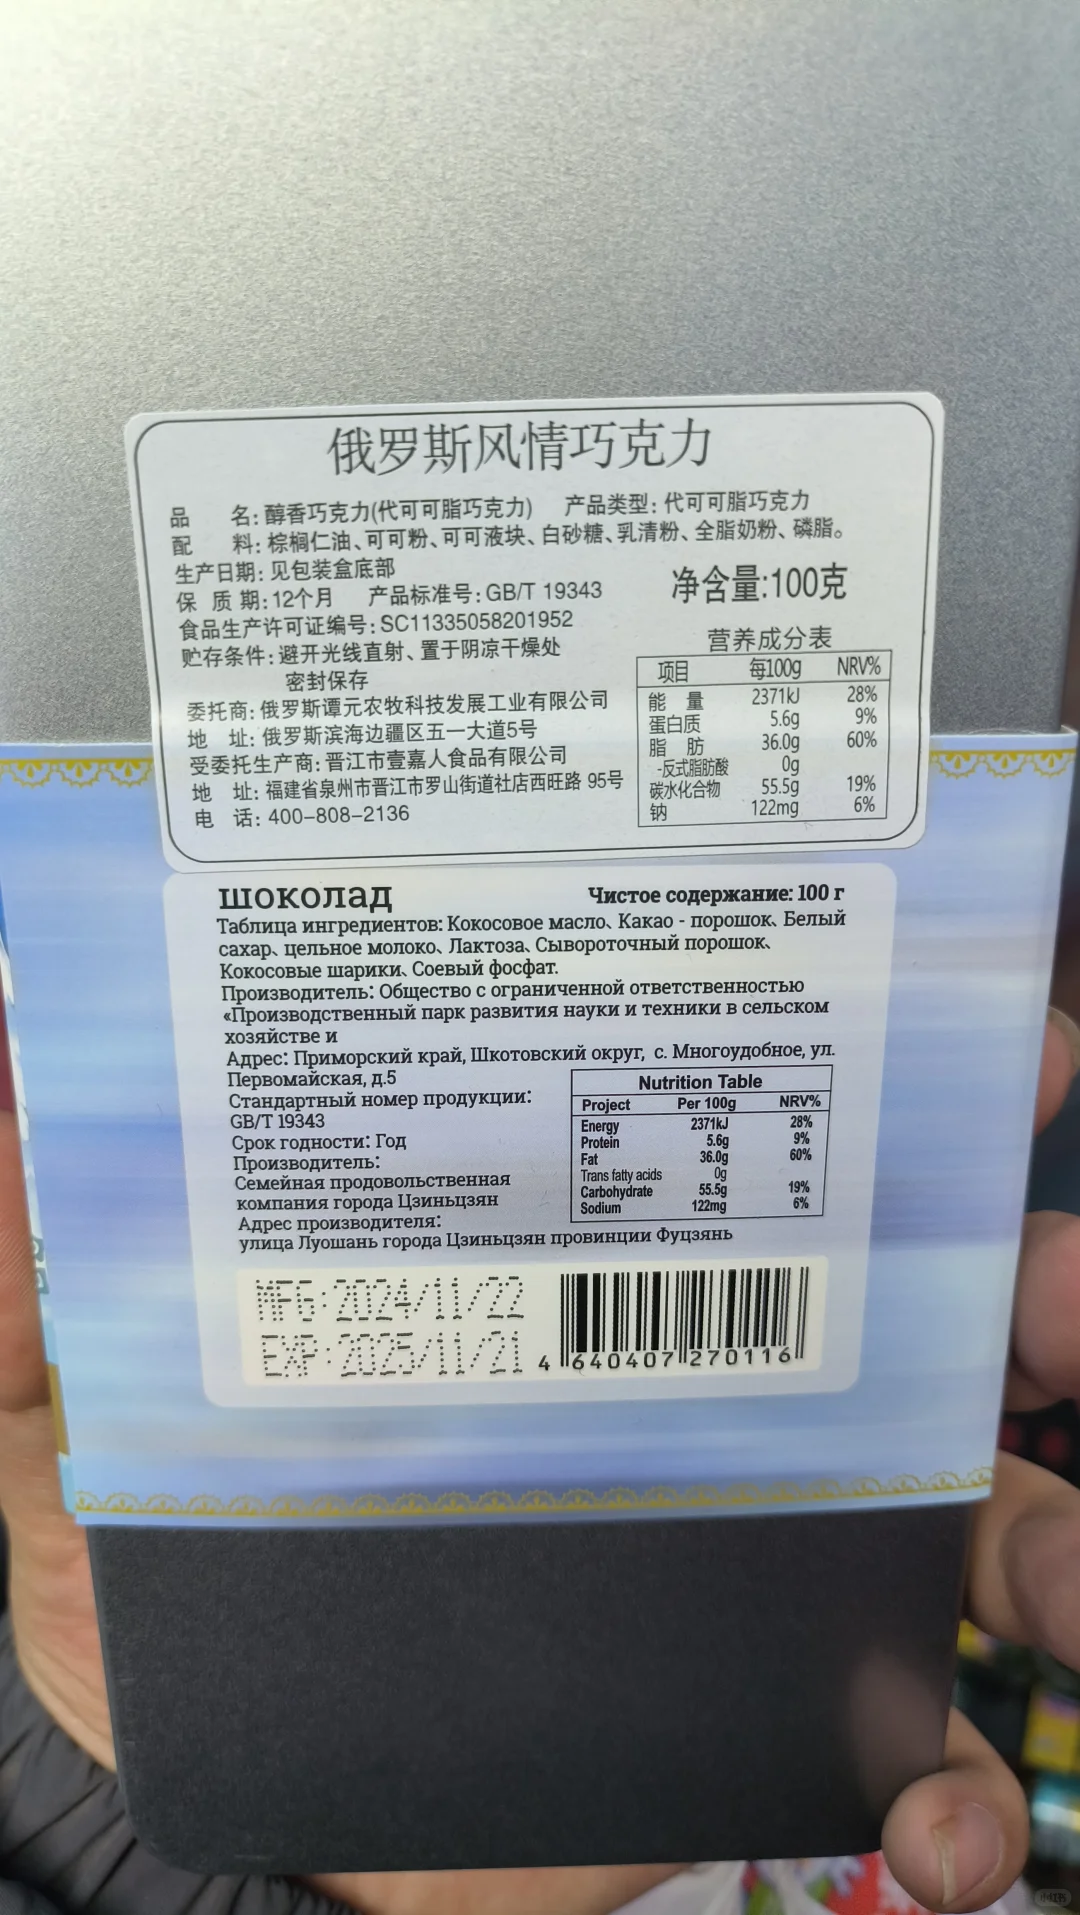 俄罗斯风情巧克力
品 名: 醇香巧克力(代可可脂巧克力) 产品类型: 代可可脂巧克力
配 料: 棕榈仁油、可可粉、可可液块、白砂糖、乳清粉、全脂奶粉、磷脂。
生产日期: 见包装盒底部
保 质 期: 12个月 产品标准号: GB/T 19343
净含量:100克
食品生产许可证编号: SC11335058201952
贮存条件: 避开光线直射、置于阴凉干燥处
密封保存
委托商: 俄罗斯谭元农牧科技发展工业有限公司
地 址: 俄罗斯滨海边疆区五一大道5号
受委托生产商: 晋江市壹嘉人食品有限公司
地 址: 福建省泉州市晋江市罗山街道社店西旺路 95号
电 话: 400-808-2136
营养成分表
项目 每100g NRV%
能 量 2371kJ 28%
蛋白质 5.6g 9%
脂 肪 36.0g 60%
-反式脂肪酸 0g
碳水化合物 55.5g 19%
钠 122mg 6%
шоколад Чистое содержание: 100 г
Таблица ингредиентов: Кокосовое масло、Какао - порошок、Белый
сахар、цельное молоко、Лактоза、Сывороточный порошок、
Кокосовые шарики、Соевый фосфат.
Производитель: Общество с ограниченной ответственностью
«Производственный парк развития науки и техники в сельском
хозяйстве и
Адрес: Приморский край, Шкотовский округ, с. Многоудобное, ул.
Первомайская, д.5
Стандартный номер продукции:
GB/T 19343
Срок годности: Год
Производитель:
Семейная продовольственная
компания города Цзиньцзян
Адрес производителя:
улица Луошань города Цзиньцзян провинции Фуцзянь
Nutrition Table
Project Per 100g NRV%
Energy 2371kJ 28%
Protein 5.6g 9%
Fat 36.0g 60%
Trans fatty acids 0g
Carbohydrate 55.5g 19%
Sodium 122mg 6%
MFG: 2024/11/22
EXP: 2025/11/21
4 640407 270116
小红书